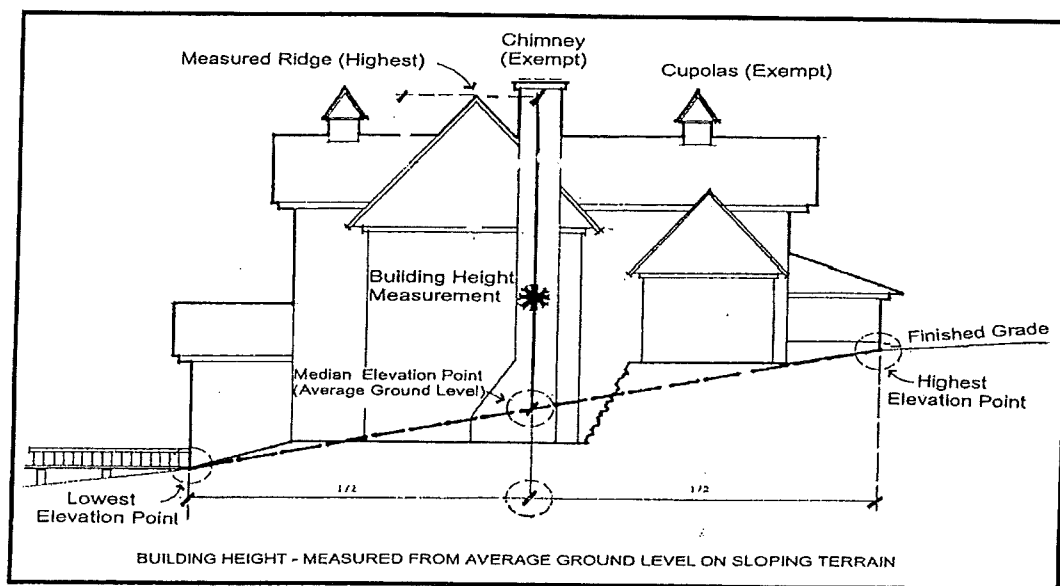 Chimney
(Exempt)
Measured Ridge (Highest)
Cupolas (Exempt)
Building Height
Measurement
Finished Grade
Median Elevation Point
(Average Ground Level)
Highest
Elevation Point
Lowest
Elevation Point
1/2
1/2
BUILDING HEIGHT - MEASURED FROM AVERAGE GROUND LEVEL ON SLOPING TERRAIN